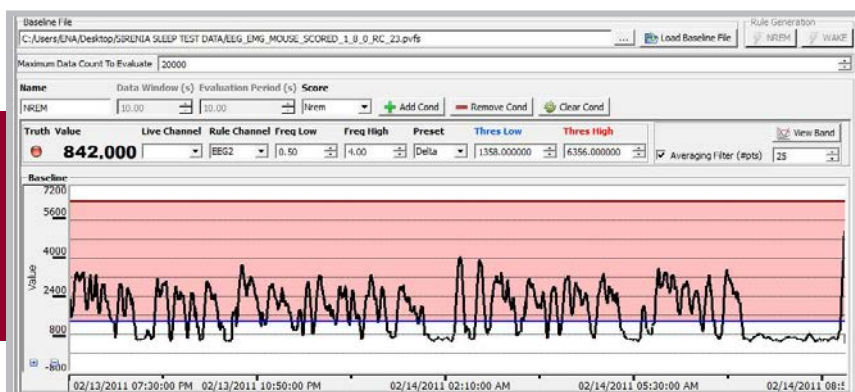 Baseline File
Rule Generation
C:/Users/ENA/Desktop/SIRENIA SLEEP TEST DATA/EEG_EMG_MOUSE_SCORED_1_8_0_RC_23.pvfs ... Load Baseline File NREM WAKE
Maximum Data Count To Evaluate 20000
Name Data Window (s) Evaluation Period (s) Score
NREM 10.00 10.00 Nrem Add Cond Remove Cond Clear Cond
Truth Value Live Channel Rule Channel Freq Low Freq High Preset Thres Low Thres High View Band
842,000 EEG2 0.50 4.00 Delta 1358.000000 6356.000000 Averaging Filter (#pts) 25
Baseline
7200
5600
4000
Value
2400
800
-800
02/13/2011 07:30:00 PM 02/13/2011 10:50:00 PM 02/14/2011 02:10:00 AM 02/14/2011 05:30:00 AM 02/14/2011 08:5